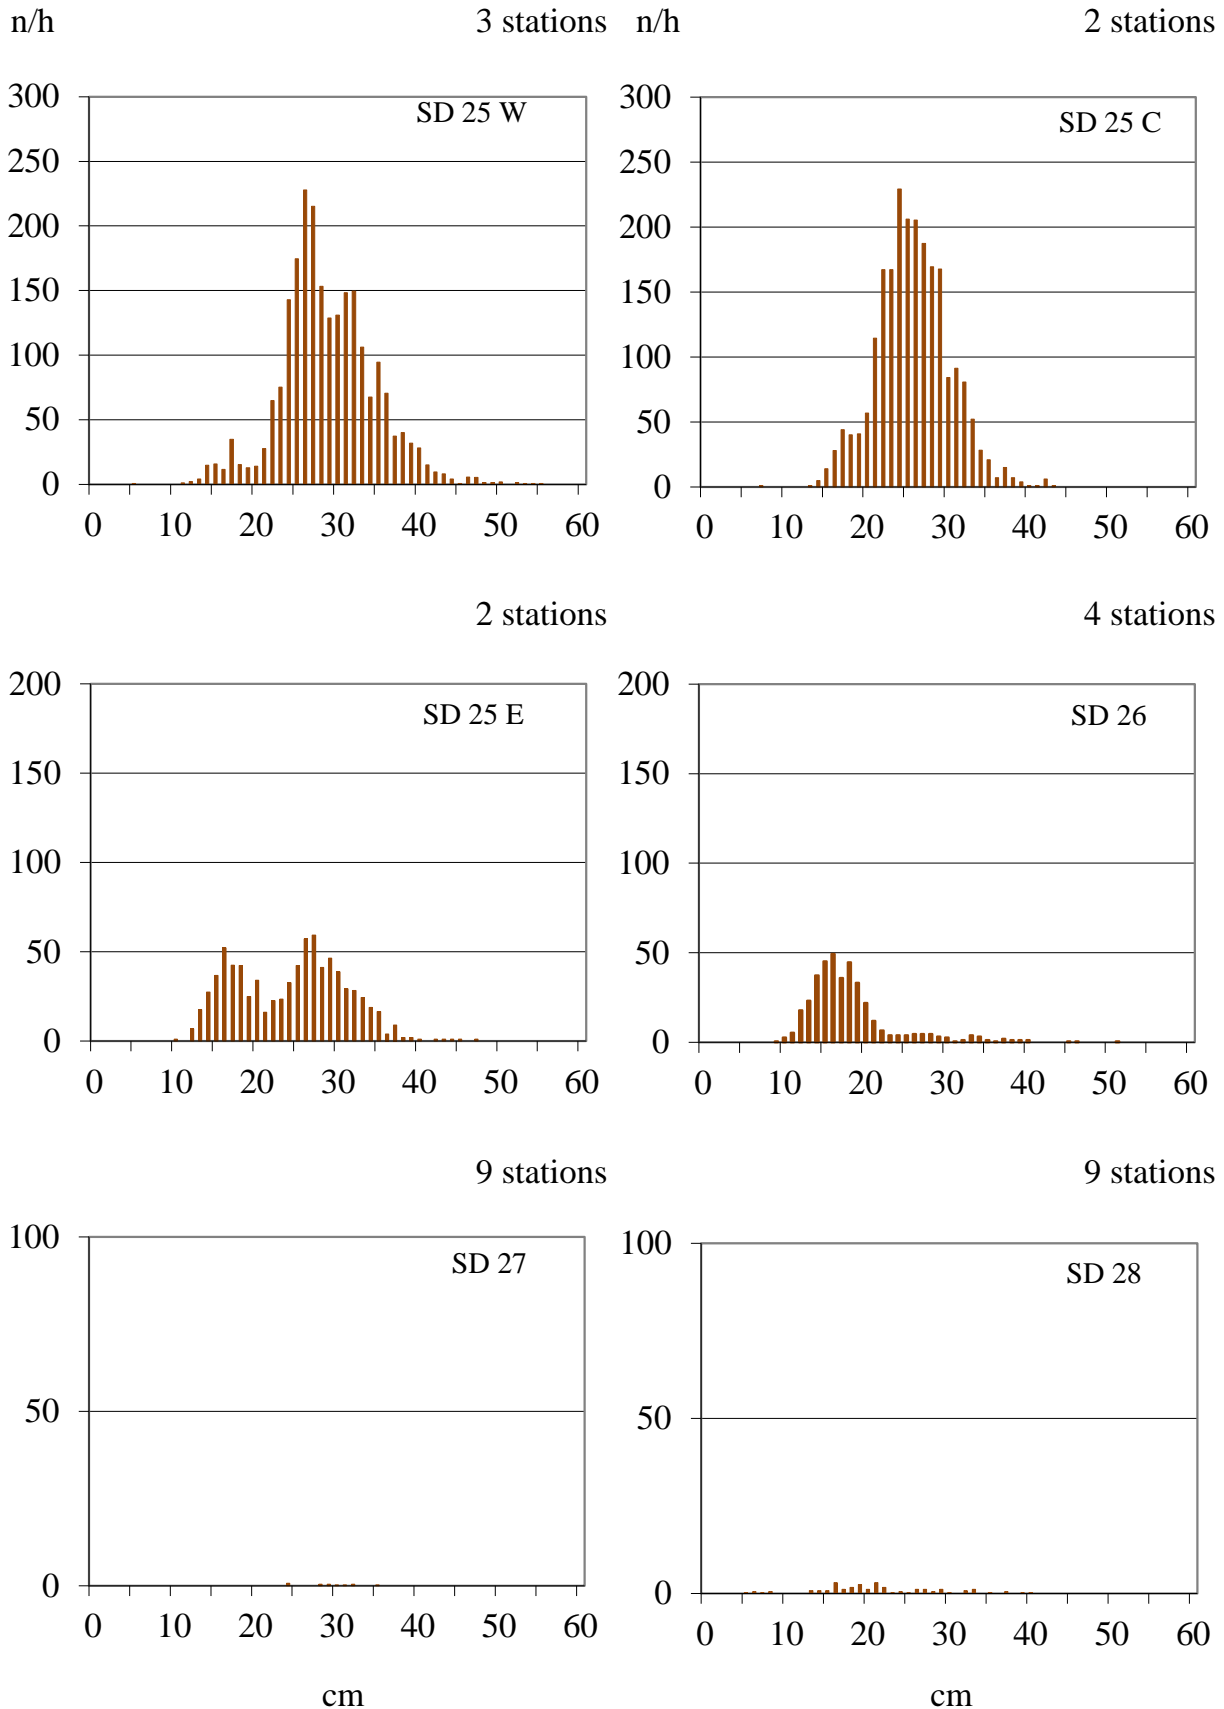 n/h 3 stations n/h 2 stations
300 SD 25 W 300 SD 25 C
250 250
200 200
150 150
100 100
50 50
0 0
0 10 20 30 40 50 60 0 10 20 30 40 50 60
2 stations 4 stations
200 SD 25 E 200 SD 26
150 150
100 100
50 50
0 0
0 10 20 30 40 50 60 0 10 20 30 40 50 60
9 stations 9 stations
100 SD 27 100 SD 28
50 50
0 0
0 10 20 30 40 50 60 0 10 20 30 40 50 60
cm cm